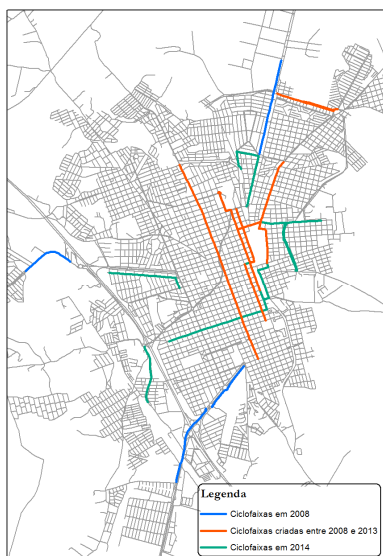 Legenda
Ciclofaixas em 2008
Ciclofaixas criadas entre 2008 e 2013
Ciclofaixas em 2014